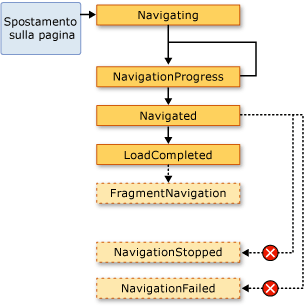 Spostamento
sulla pagina
Navigating
NavigationProgress
Navigated
LoadCompleted
FragmentNavigation
NavigationStopped
NavigationFailed